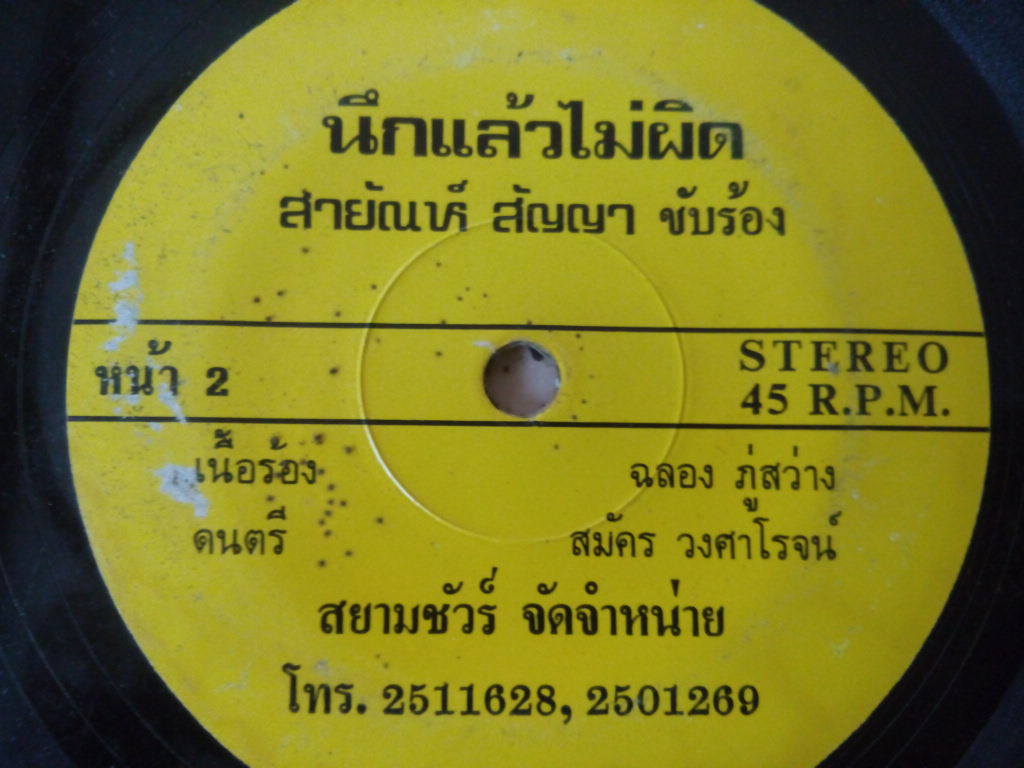 นึกแล้วไม่ผิด
สายัณห์ สัญญา ขับร้อง
หน้า 2
STEREO
45 R.P.M.
เนื้อร้อง ฉลอง ภู่สว่าง
ดนตรี สมัคร วงศาโรจน์
สยามชัวร์ จัดจำหน่าย
โทร. 2511628, 2501269